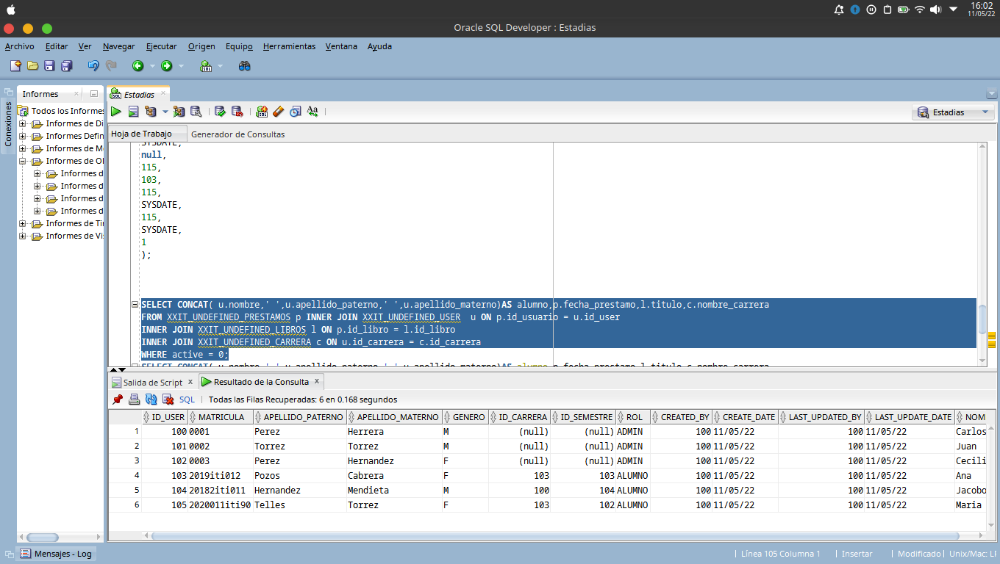 16:02
11/05/22
Oracle SQL Developer : Estadias
Archivo Editar Ver Navegar Ejecutar Origen Equipo Herramientas Ventana Ayuda
Conexiones
Informes
Todos los Informes
Informes de Di
Informes Defin
Informes de M
Informes de Ol
Informes d
Informes d
Informes d
Informes d
Informes de Tir
Informes de Vi
Estadias
Estadias
Hoja de Trabajo Generador de Consultas
SYSDATE,
null,
115,
103,
115,
SYSDATE,
115,
SYSDATE,
1
);
SELECT CONCAT( u.nombre,' ',u.apellido_paterno,' ',u.apellido_materno)AS alumno,p.fecha_prestamo,l.titulo,c.nombre_carrera
FROM XXIT_UNDEFINED_PRESTAMOS p INNER JOIN XXIT_UNDEFINED_USER  u ON p.id_usuario = u.id_user
INNER JOIN XXIT_UNDEFINED_LIBROS l ON p.id_libro = l.id_libro
INNER JOIN XXIT_UNDEFINED_CARRERA c ON u.id_carrera = c.id_carrera
WHERE active = 0;
SELECT CONCAT( u.nombre,' ',u.apellido_paterno,' ',u.apellido_materno)AS alumno,p.fecha_prestamo,l.titulo,c.nombre_carrera
Salida de Script x Resultado de la Consulta x
SQL | Todas las Filas Recuperadas: 6 en 0.168 segundos
ID_USER MATRICULA APELLIDO_PATERNO APELLIDO_MATERNO GENERO ID_CARRERA ID_SEMESTRE ROL CREATED_BY CREATE_DATE LAST_UPDATED_BY LAST_UPDATE_DATE NOM
1 100 0001 Perez Herrera M (null) (null) ADMIN 100 11/05/22 100 11/05/22 Carlos
2 101 0002 Torrez Torrez M (null) (null) ADMIN 100 11/05/22 100 11/05/22 Juan
3 102 0003 Perez Hernandez F (null) (null) ADMIN 100 11/05/22 100 11/05/22 Cecili
4 103 2019iti012 Pozos Cabrera F 103 103 ALUMNO 100 11/05/22 100 11/05/22 Ana
5 104 20182iti011 Hernandez Mendieta M 100 104 ALUMNO 100 11/05/22 100 11/05/22 Jacobo
6 105 2020011iti90 Telles Torrez F 103 102 ALUMNO 100 11/05/22 100 11/05/22 Maria
Mensajes - Log
| Línea 105 Columna 1 | Insertar | Modificado | Unix/Mac: LF